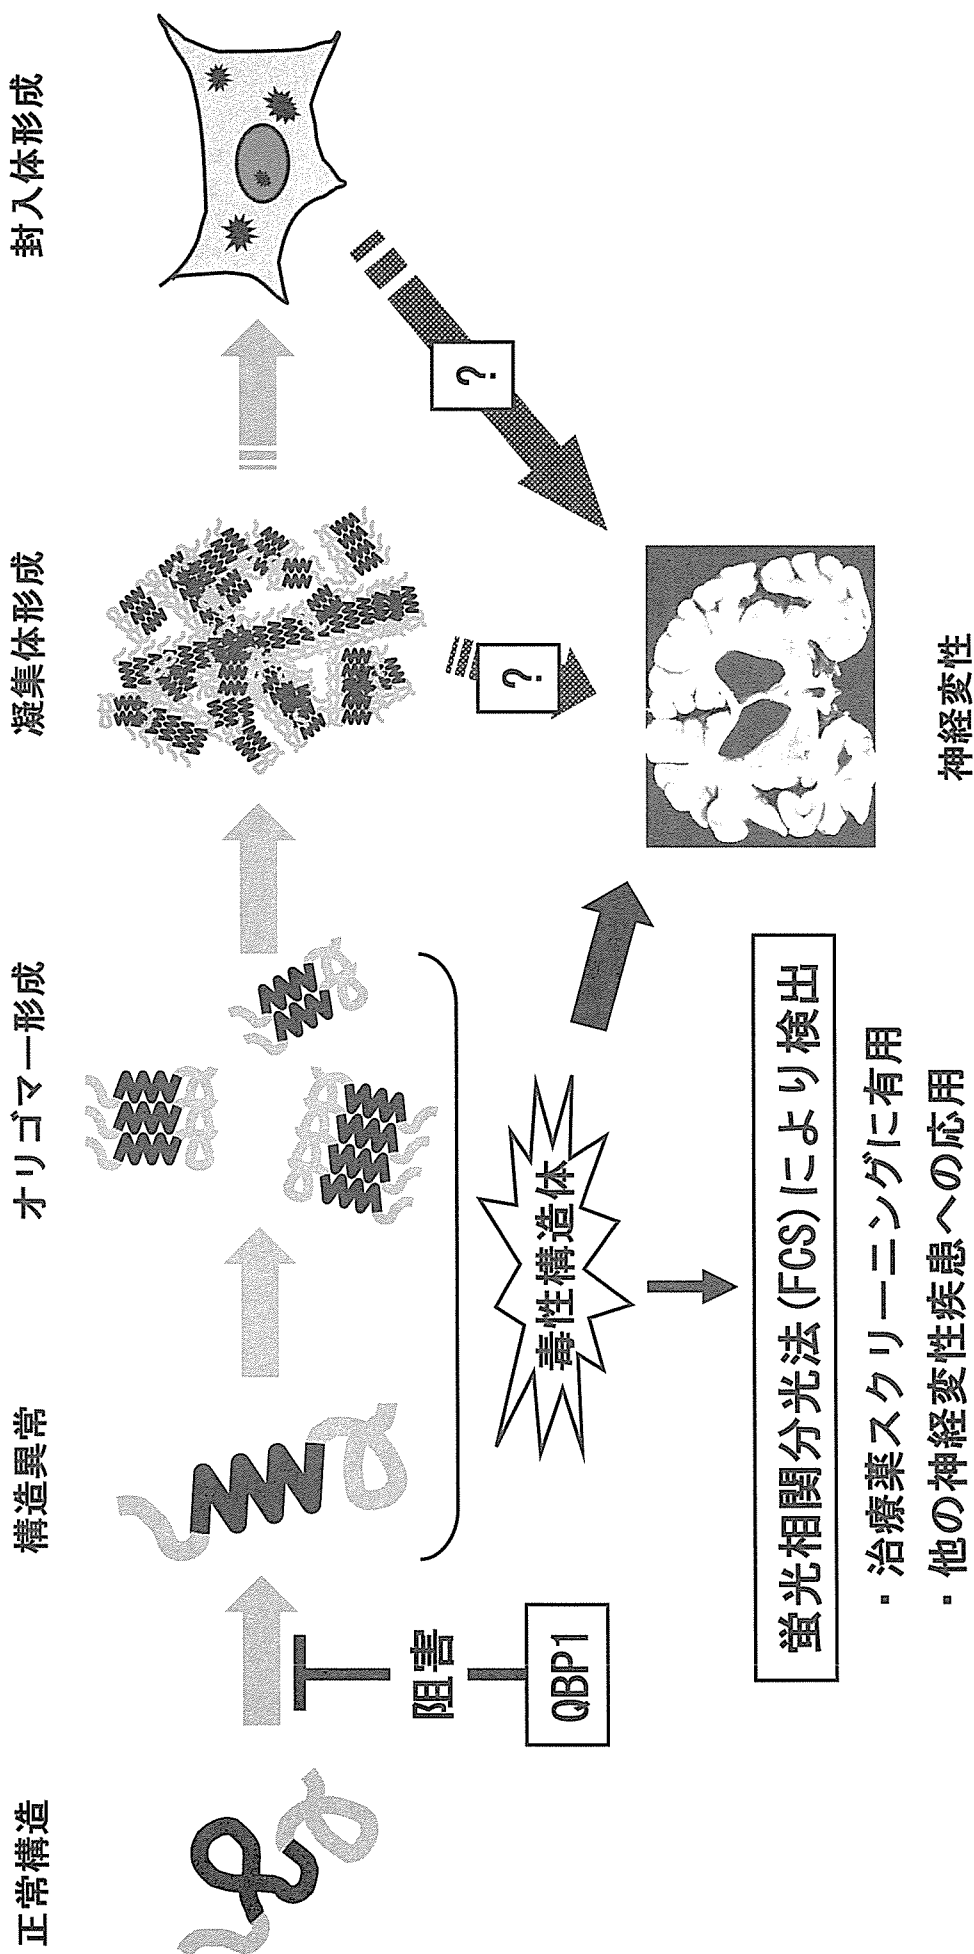 正常構造
構造異常
オリゴマー形成
凝集体形成
封入体形成
阻害
QBP1
毒性構造体
?
?
蛍光相関分光法(FCS)により検出
・治療薬スクリーニングに有用
・他の神経変性疾患への応用
神経変性